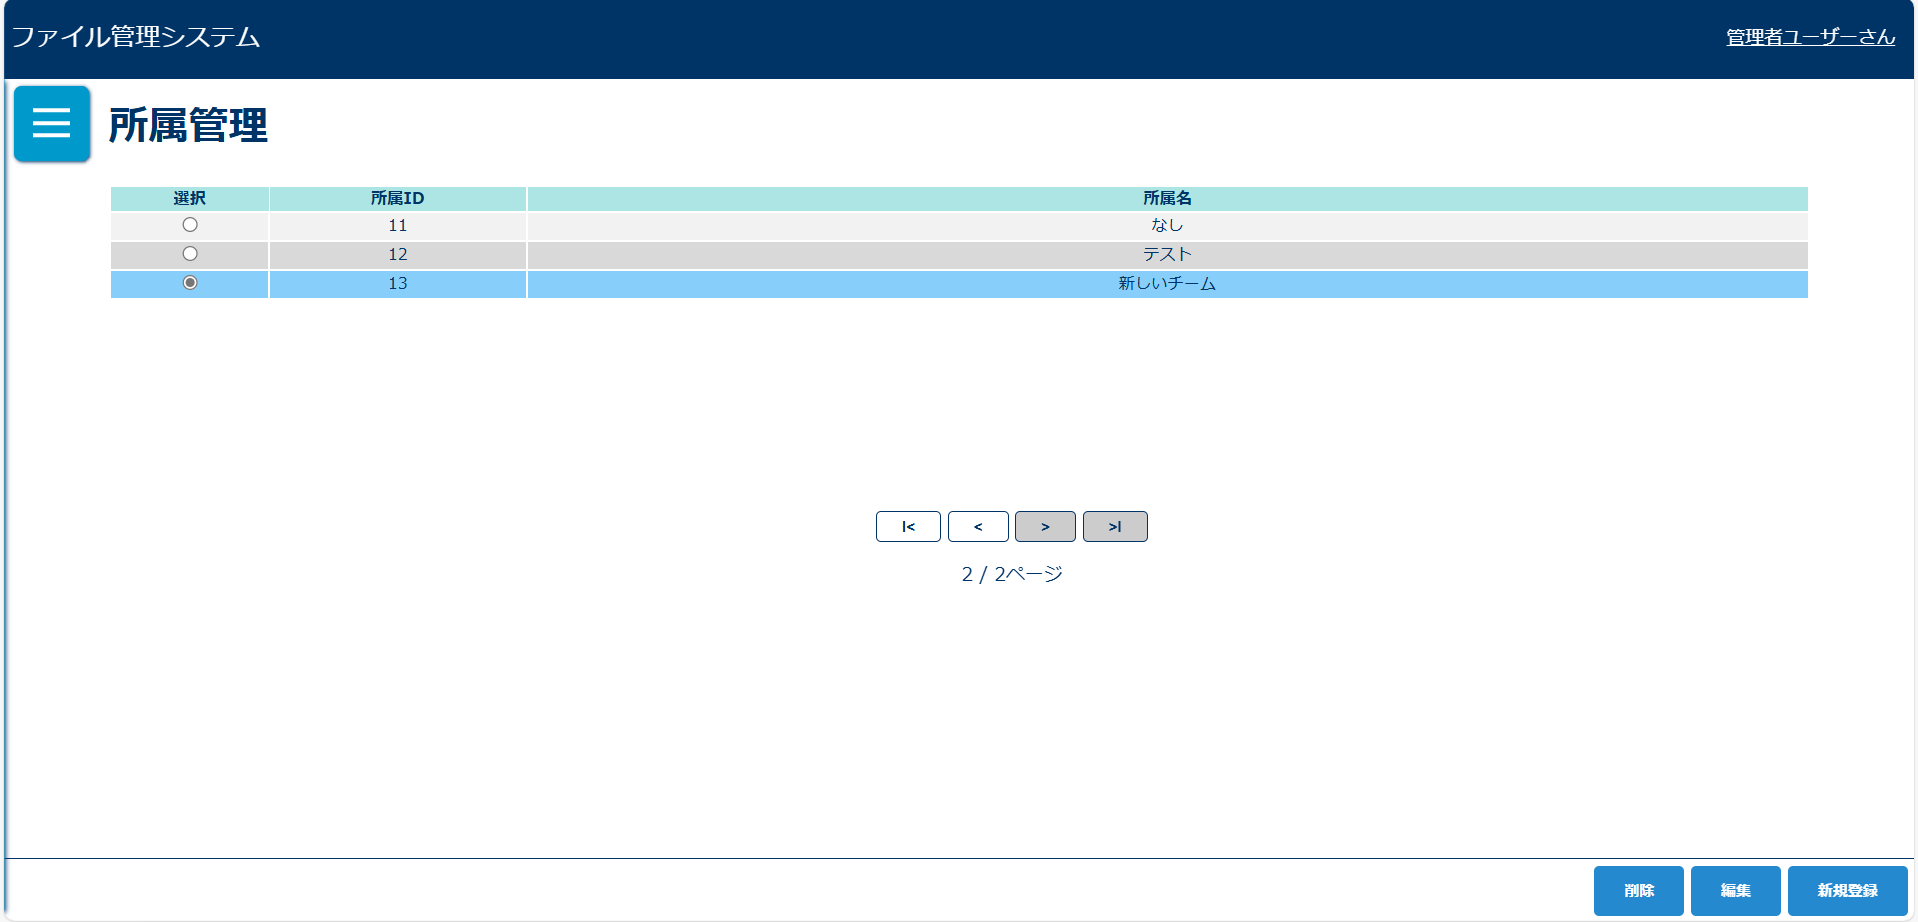 ファイル管理システム 管理者ユーザーさん
所属管理
選択 所属ID 所属名
11 なし
12 テスト
13 新しいチーム
I< < > >I
2 / 2ページ
削除 編集 新規登録